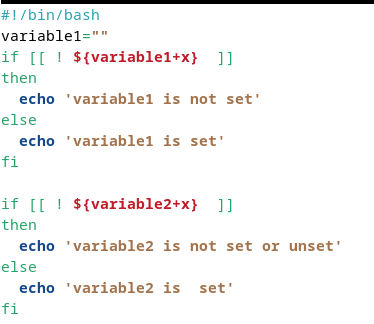 #!/bin/bash
variable1=""
if [[ ! ${variable1+x}  ]]
then
  echo 'variable1 is not set'
else
  echo 'variable1 is set'
fi

if [[ ! ${variable2+x}  ]]
then
  echo 'variable2 is not set or unset'
else
  echo 'variable2 is  set'
fi